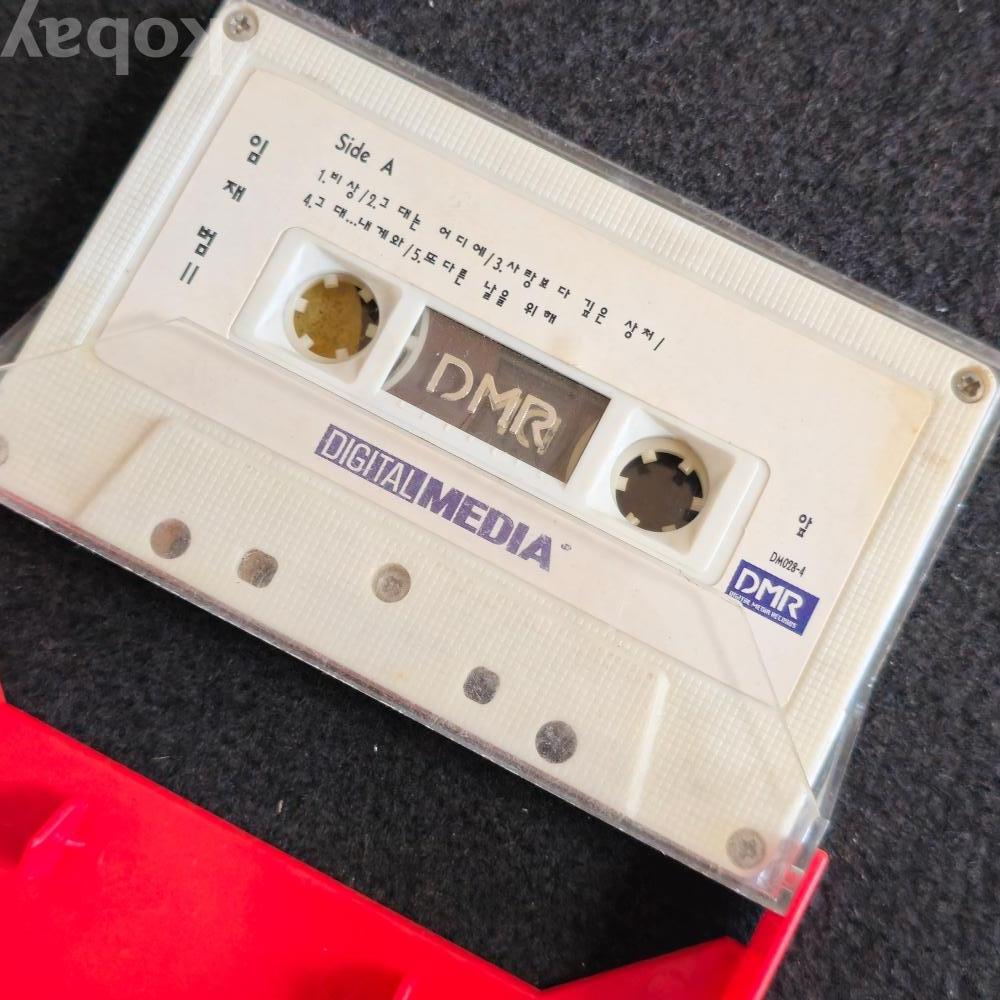 kobay
임재범 II
Side A
1.비상/2.그대는 어디에/3.사랑보다 깊은 상처/
4.그대...내게와/5.또다른 날을 위해
DMR
DIGITAL MEDIA
앞
DM028-4
DMR
DIGITAL MEDIA RECORDS